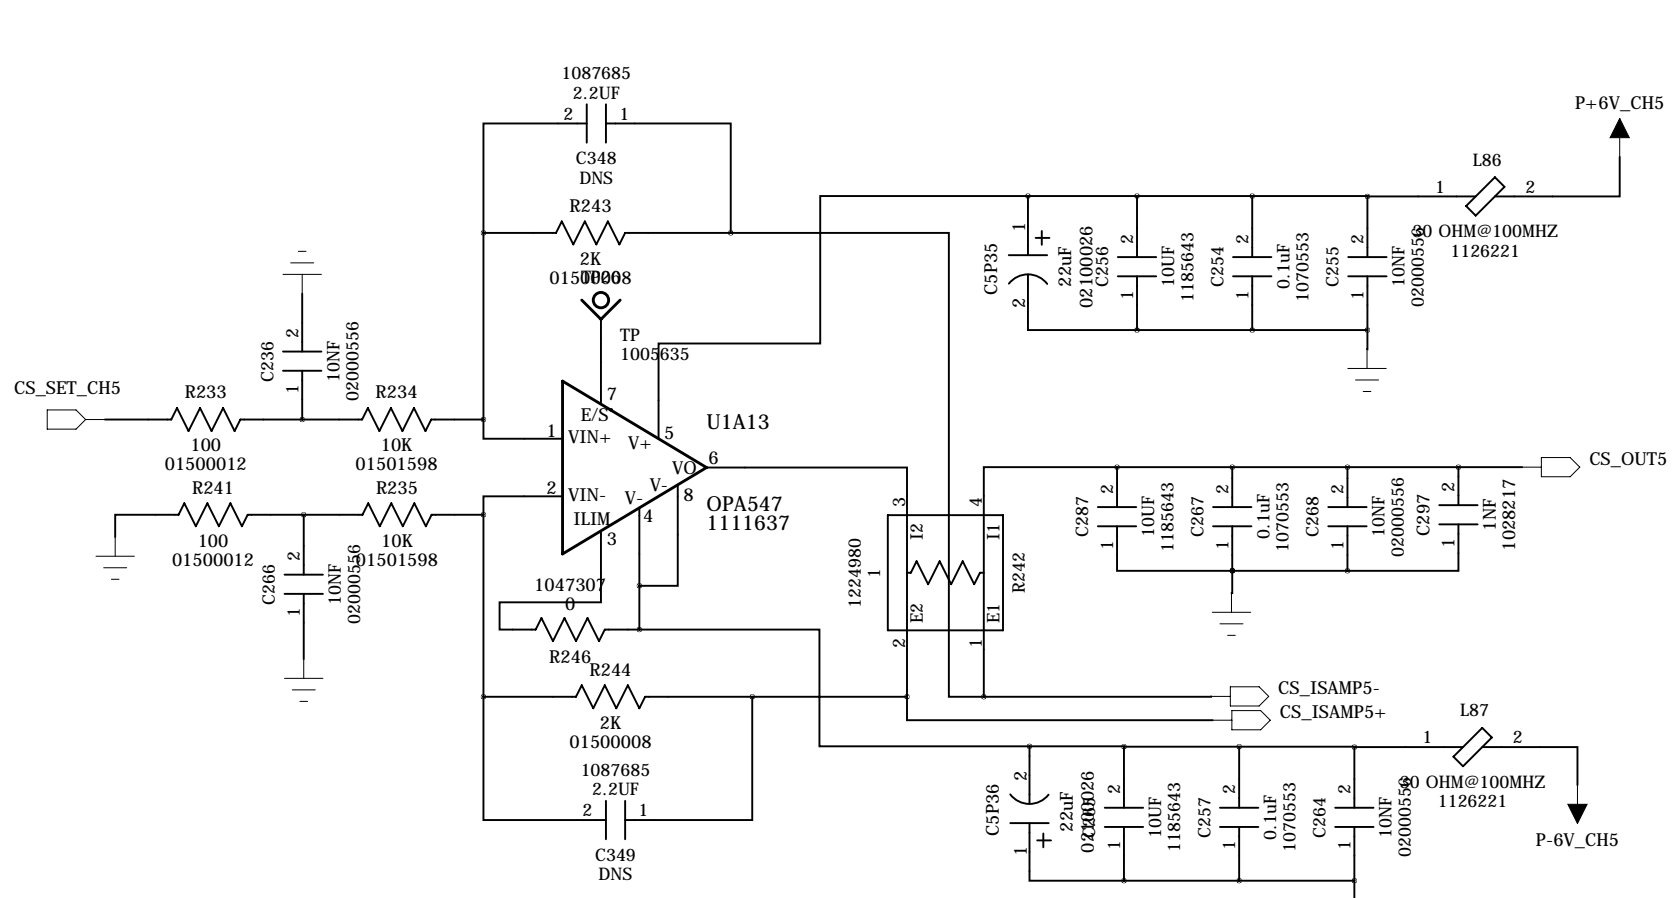 1087685
2.2UF
2
1
C348
DNS
R243
2K
01500008
TP
1005635
P+6V_CH5
L86
1
2
OHM@100MHZ
1126221
C5P35
1
2
22uF
02100026
C256
2
1
10UF
1185643
C254
2
1
0.1uF
1070553
C255
2
1
10NF
02000556
CS_SET_CH5
R233
100
01500012
C236
2
1
10NF
02000556
R234
10K
01501598
R241
100
01500012
C266
2
1
10NF
02000556
R235
10K
01501598
7
E/S
1
VIN+
V+
5
U1A13
VO
6
2
VIN-
V-
V-
8
4
ILIM
3
OPA547
1111637
1047307
0
R246
R244
2K
01500008
1087685
2.2UF
2
1
C349
DNS
1224980
1
3
4
I2
I1
E2
E1
2
1
R242
CS_OUT5
C287
2
1
10UF
1185643
C267
2
1
0.1uF
1070553
C268
2
1
10NF
02000556
C297
2
1
1NF
1028217
CS_ISAMP5-
CS_ISAMP5+
L87
1
2
OHM@100MHZ
1126221
P-6V_CH5
C5P36
2
1
22uF
2
1
10UF
1185643
C257
2
1
0.1uF
1070553
C264
2
1
10NF
02000556